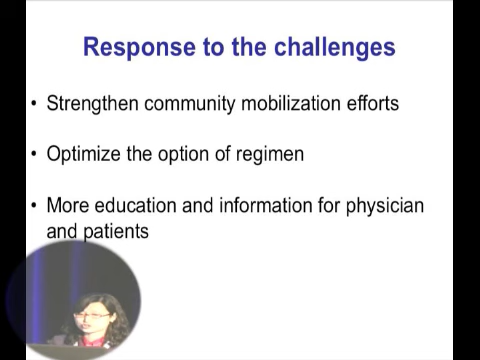 Response to the challenges
• Strengthen community mobilization efforts
• Optimize the option of regimen
• More education and information for physician
and patients